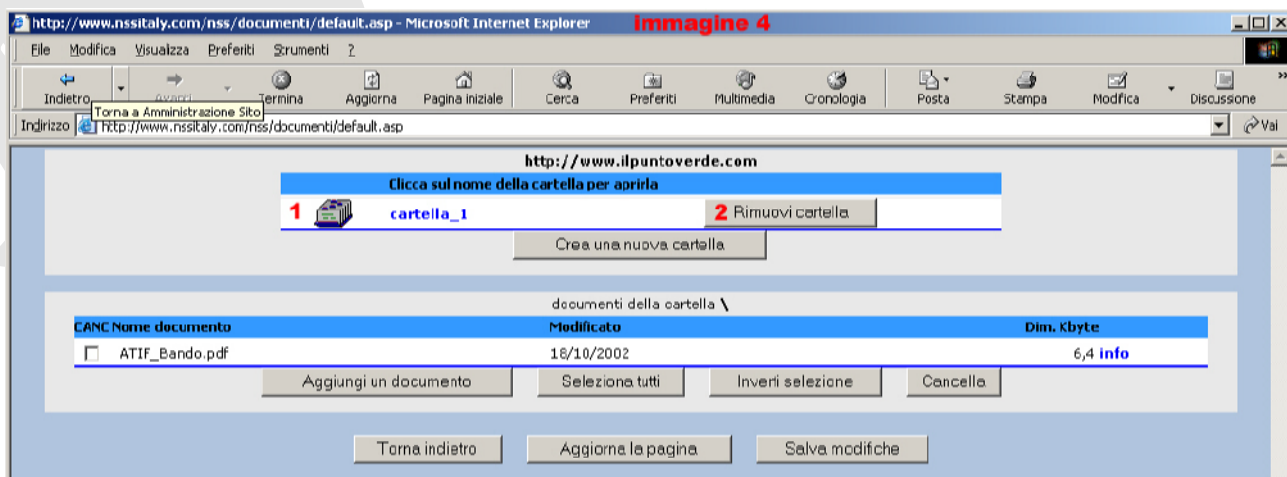 http://www.nssitaly.com/nss/documenti/default.asp - Microsoft Internet Explorer immagine 4
File Modifica Visualizza Preferiti Strumenti ?
Indietro Avanti Termina Aggiorna Pagina iniziale Cerca Preferiti Multimedia Cronologia Posta Stampa Modifica Discussione
Torna a Amministrazione Sito
Indirizzo http://www.nssitaly.com/nss/documenti/default.asp Vai
http://www.ilpuntoverde.com
Clicca sul nome della cartella per aprirla
1 cartella_1 2 Rimuovi cartella
Crea una nuova cartella
documenti della cartella \
CANC Nome documento Modificato Dim. Kbyte
ATIF_Bando.pdf 18/10/2002 6,4 info
Aggiungi un documento Seleziona tutti Inverti selezione Cancella
Torna indietro Aggiorna la pagina Salva modifiche